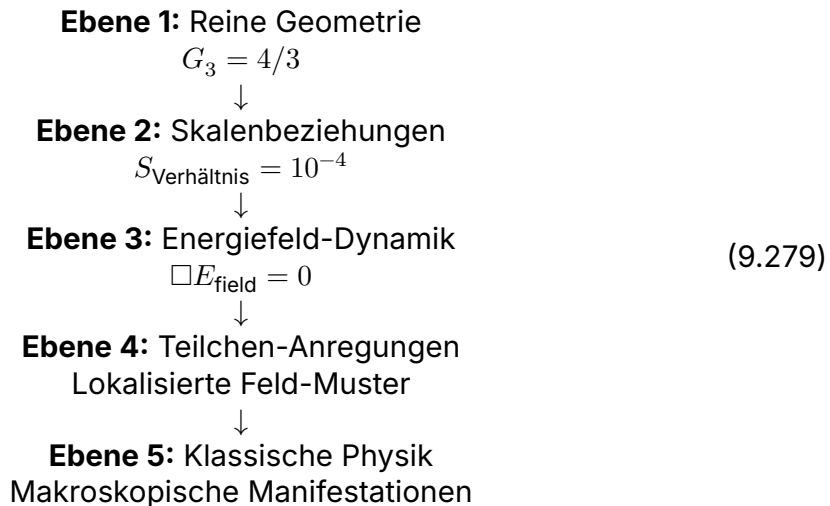 Ebene 1: Reine Geometrie
G₃ = 4/3
↓
Ebene 2: Skalenbeziehungen
S_Verhältnis = 10⁻⁴
↓
Ebene 3: Energiefeld-Dynamik
(9.279)
□E_field = 0
↓
Ebene 4: Teilchen-Anregungen
Lokalisierte Feld-Muster
↓
Ebene 5: Klassische Physik
Makroskopische Manifestationen